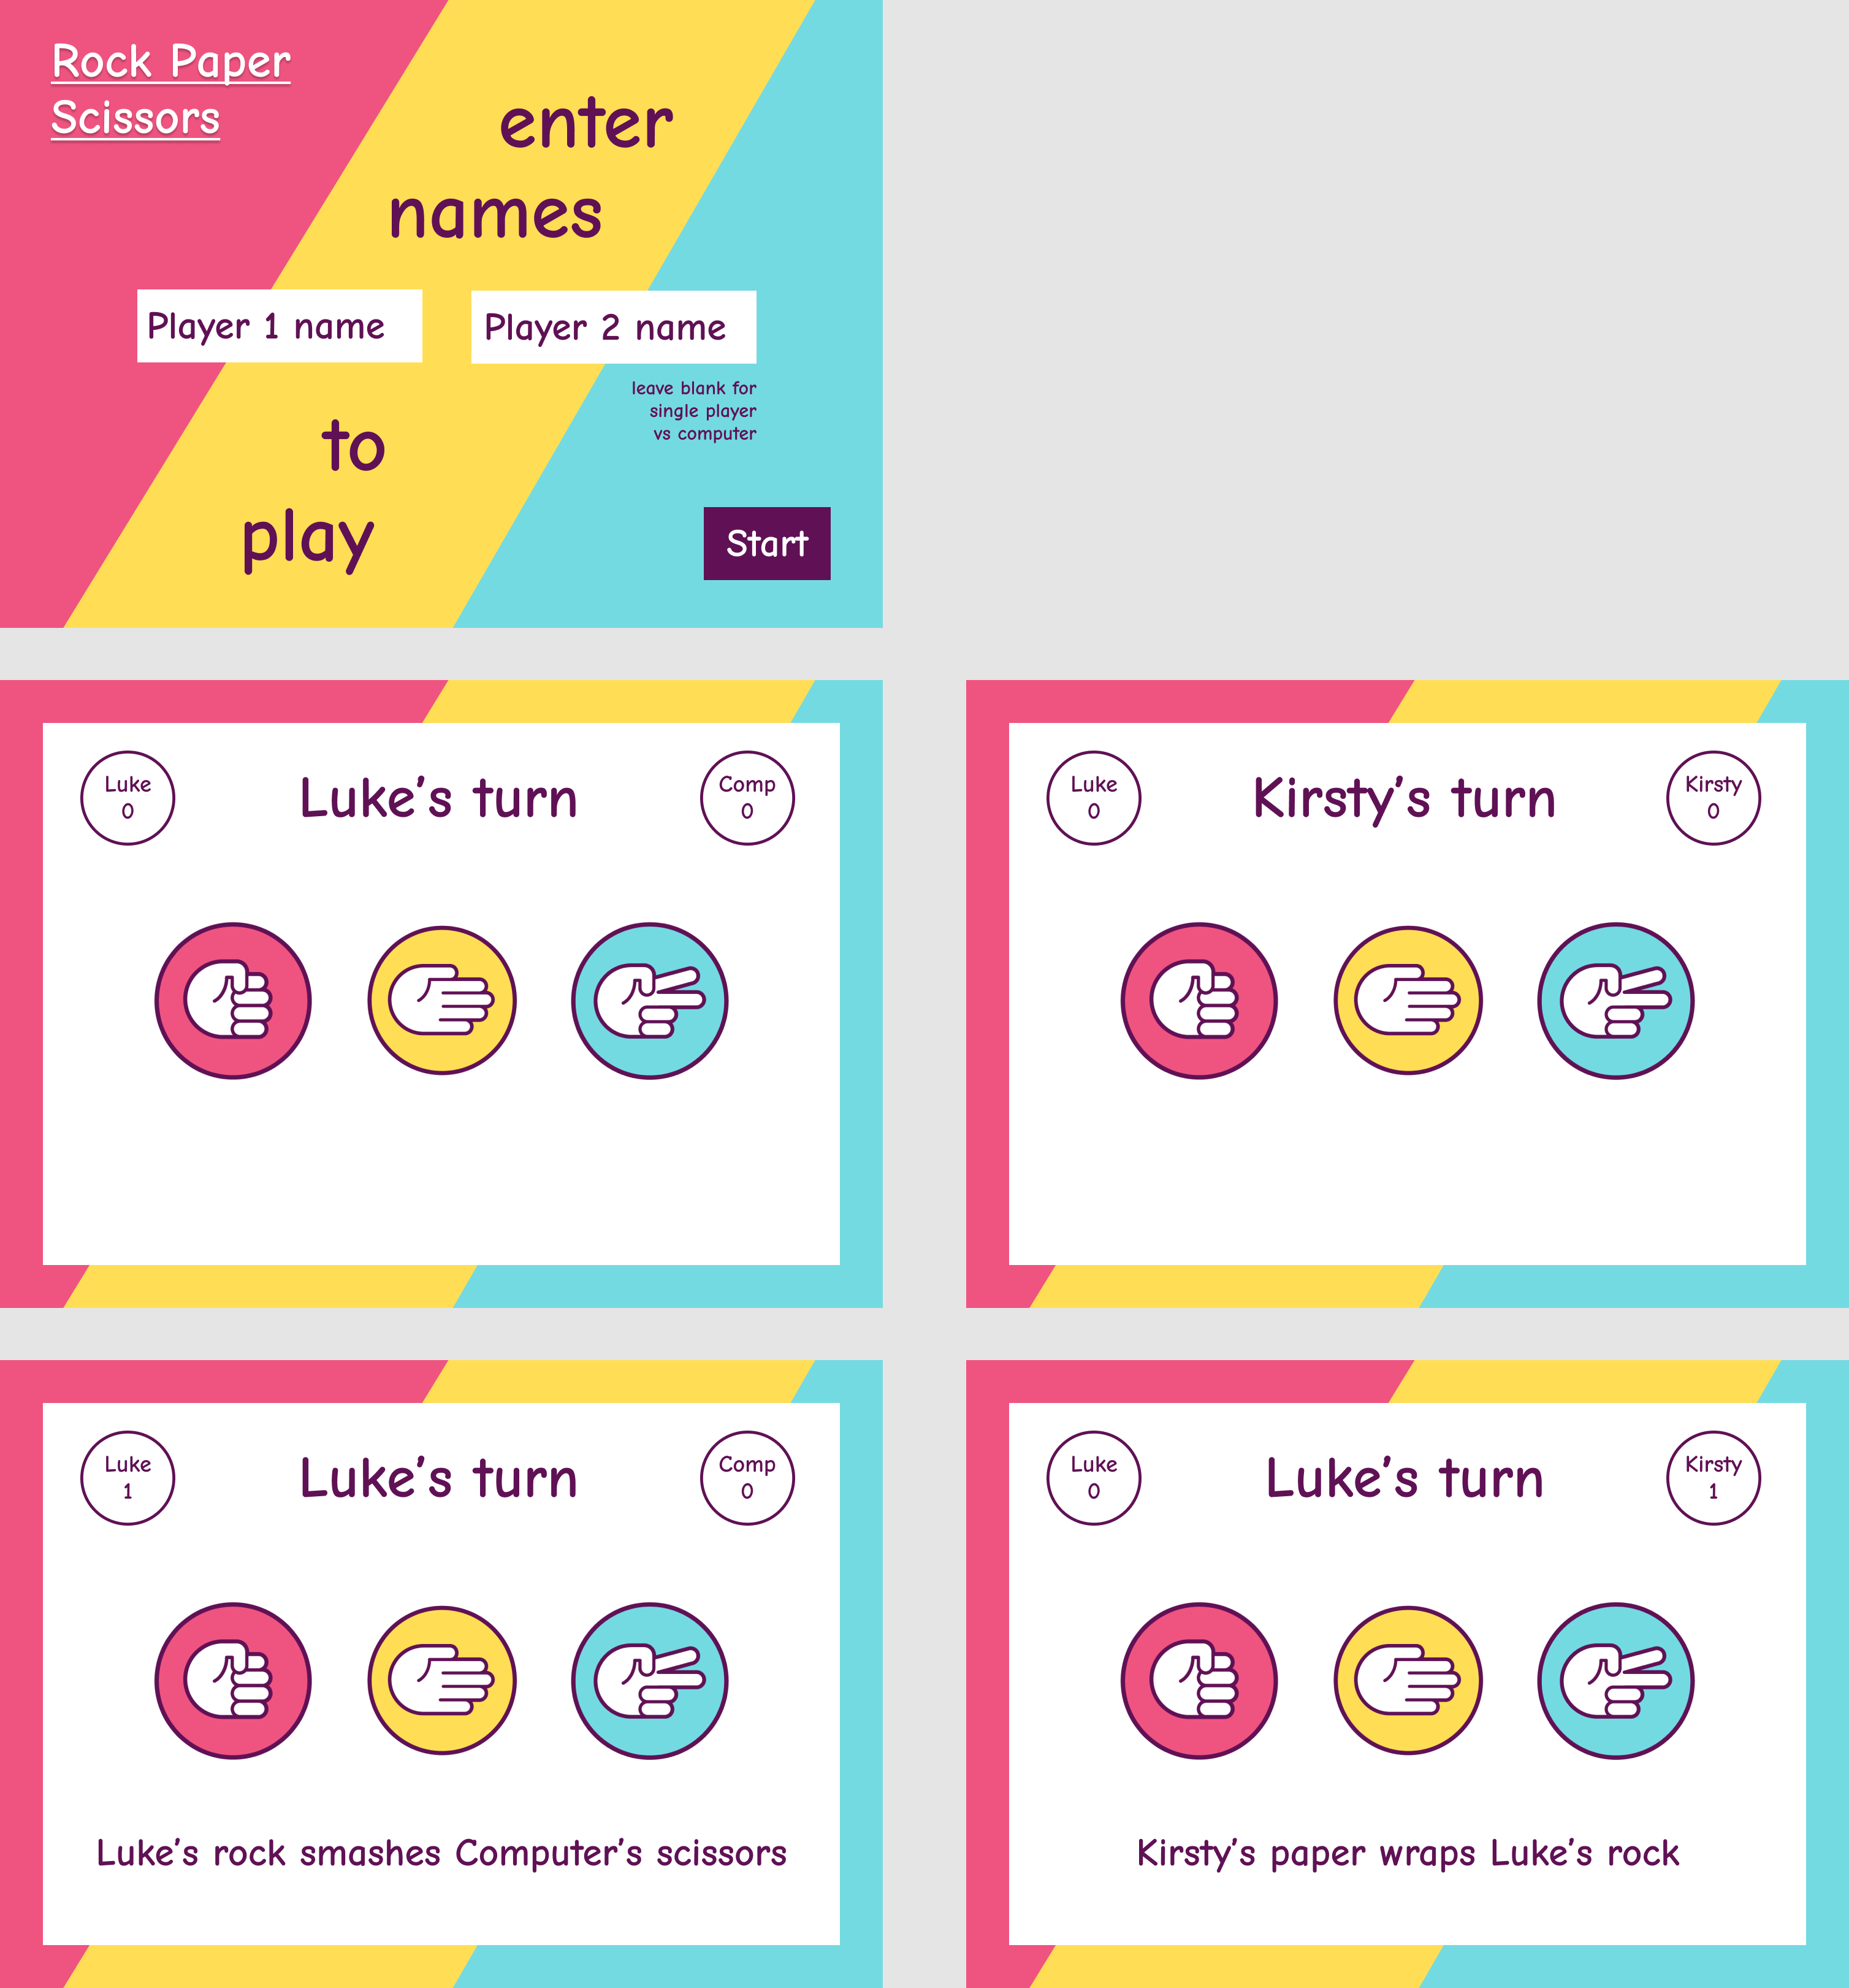 Rock Paper
Scissors
enter
names
Player 1 name
Player 2 name
leave blank for
single player
vs computer
to
play
Start
Luke
0
Luke’s turn
Comp
0
Luke
0
Kirsty’s turn
Kirsty
0
Luke
1
Luke’s turn
Comp
0
Luke’s rock smashes Computer’s scissors
Luke
0
Luke’s turn
Kirsty
1
Kirsty’s paper wraps Luke’s rock